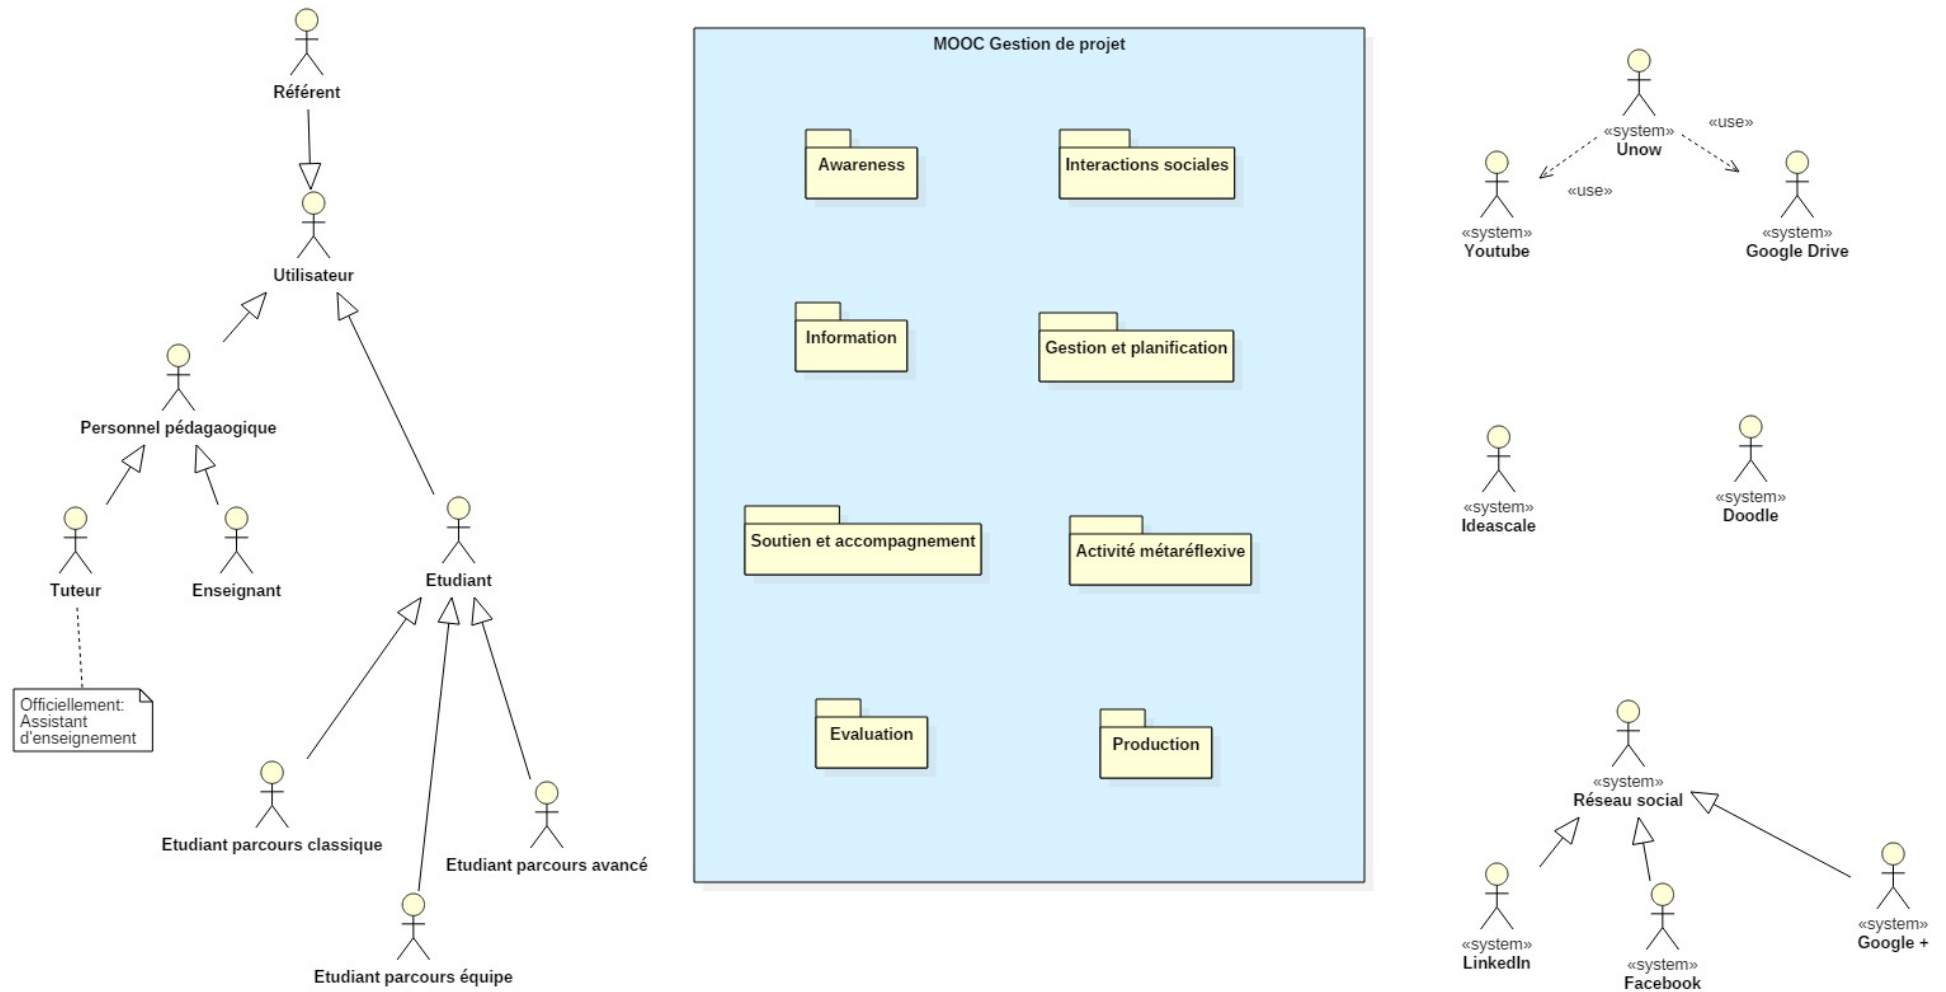 Référent
Utilisateur
Personnel pédagaogique
Tuteur
Enseignant
Officiellement:
Assistant
d'enseignement
Etudiant
Etudiant parcours classique
Etudiant parcours avancé
Etudiant parcours équipe
MOOC Gestion de projet
Awareness
Interactions sociales
Information
Gestion et planification
Soutien et accompagnement
Activité métaréflexive
Evaluation
Production
«system»
Unow
«use»
«use»
«system»
Youtube
«system»
Google Drive
«system»
Ideascale
«system»
Doodle
«system»
Réseau social
«system»
LinkedIn
«system»
Facebook
«system»
Google +